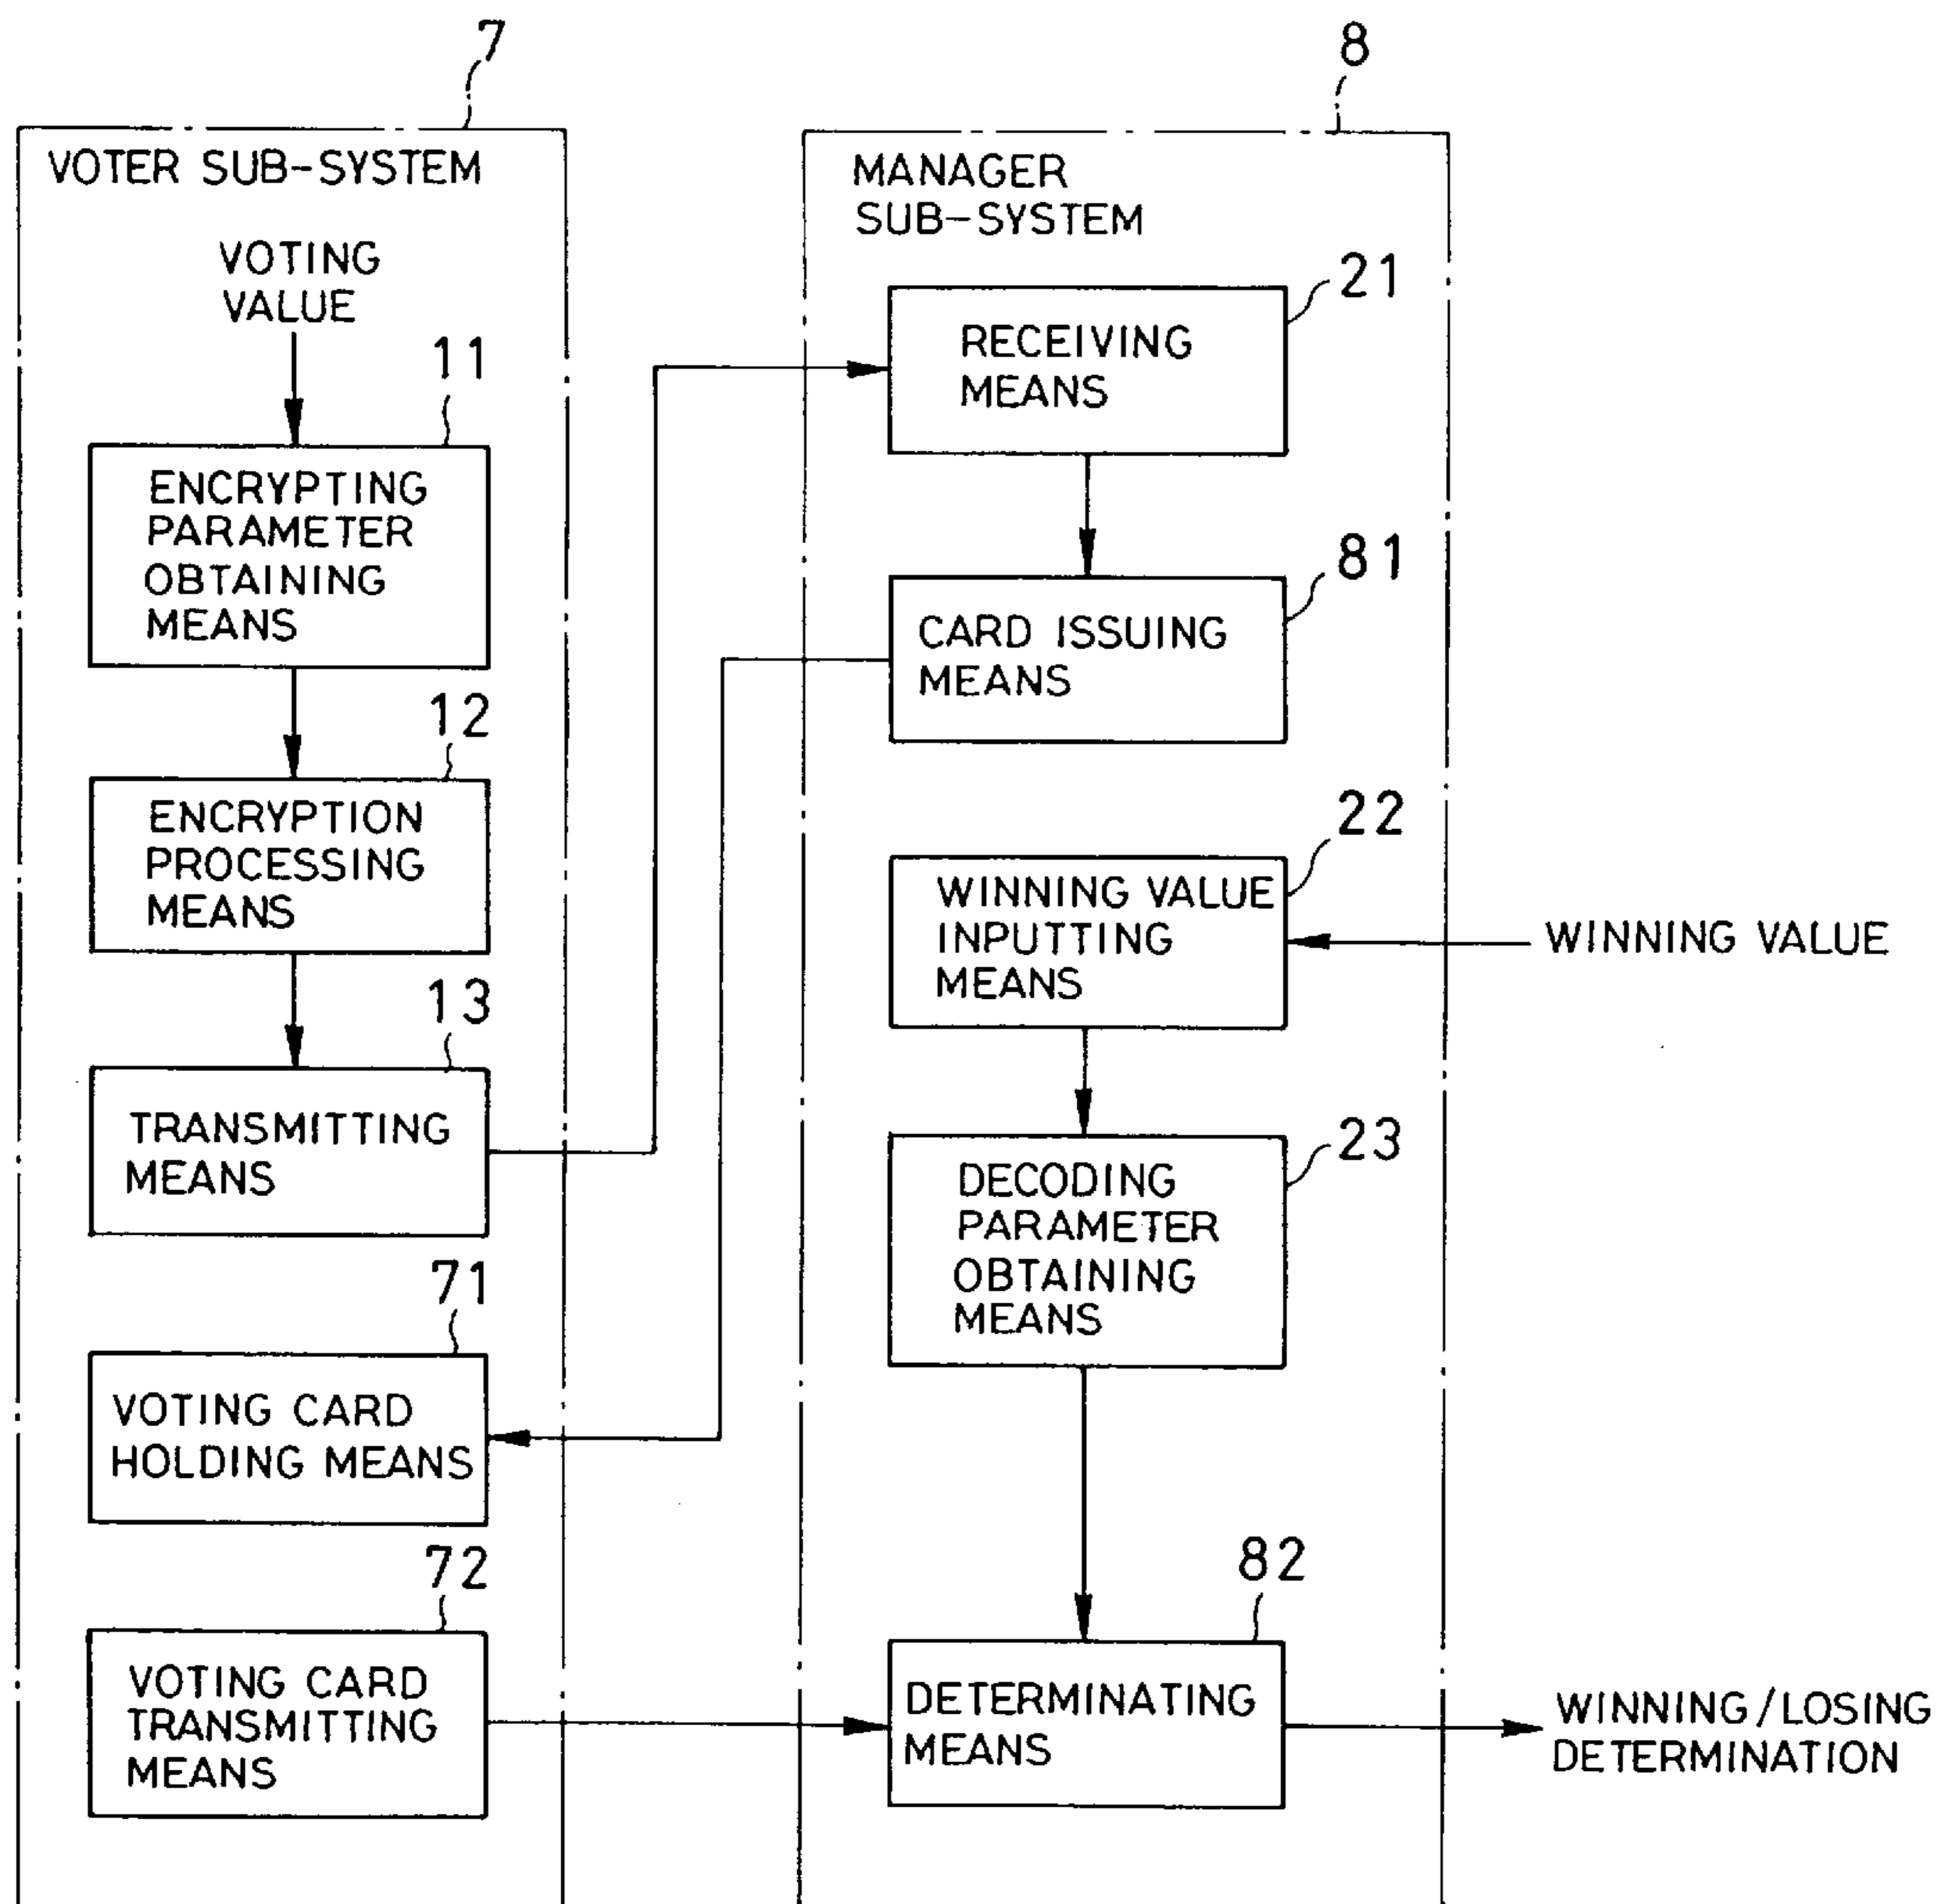 7
8
VOTER SUB-SYSTEM
MANAGER
SUB-SYSTEM
VOTING
VALUE
11
ENCRYPTING
PARAMETER
OBTAINING
MEANS
12
ENCRYPTION
PROCESSING
MEANS
13
TRANSMITTING
MEANS
71
VOTING CARD
HOLDING MEANS
72
VOTING CARD
TRANSMITTING
MEANS
21
RECEIVING
MEANS
81
CARD ISSUING
MEANS
22
WINNING VALUE
INPUTTING
MEANS
WINNING VALUE
23
DECODING
PARAMETER
OBTAINING
MEANS
82
DETERMINATING
MEANS
WINNING/LOSING
DETERMINATION